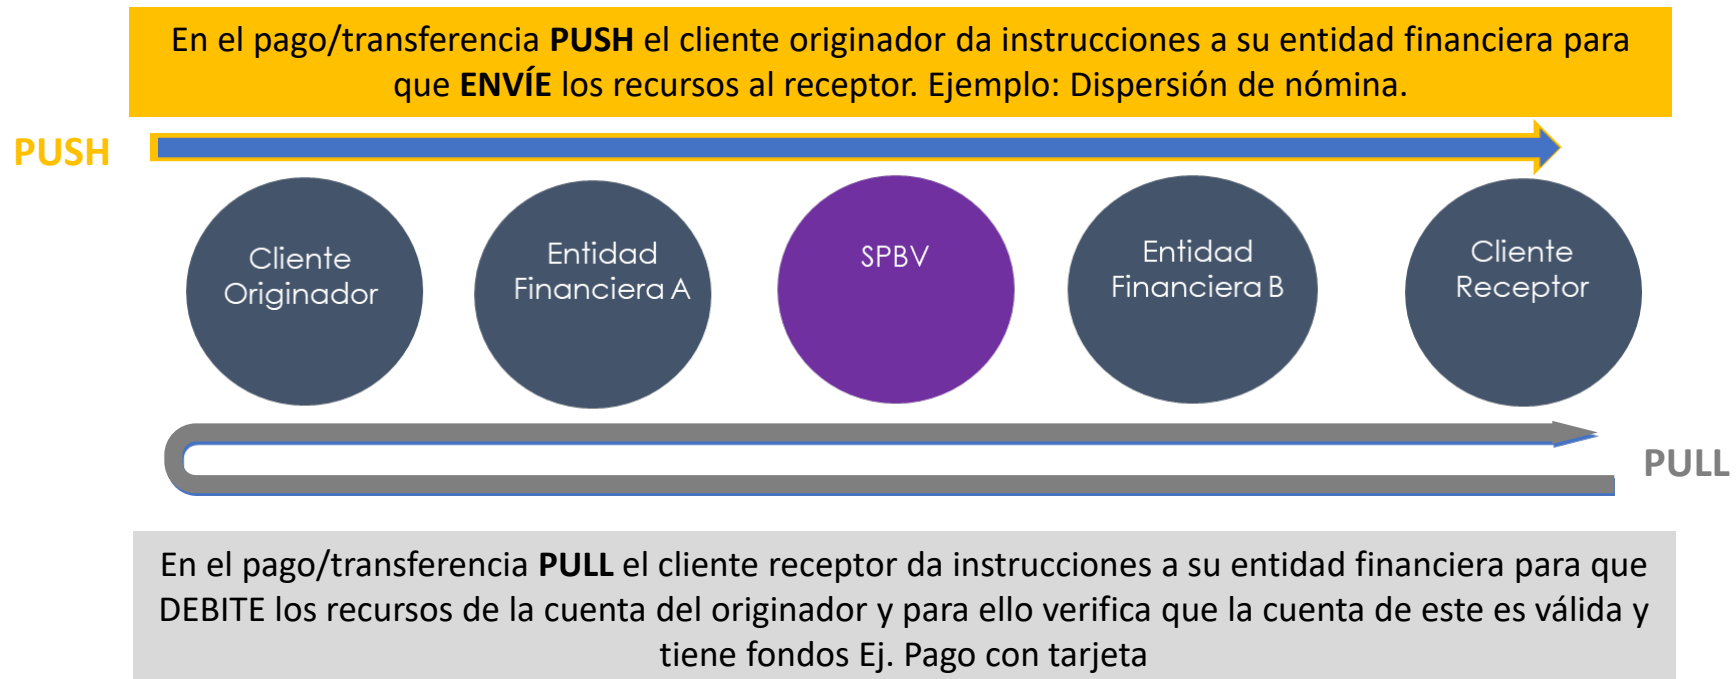 En el pago/transferencia PUSH el cliente originador da instrucciones a su entidad financiera para
que ENVÍE los recursos al receptor. Ejemplo: Dispersión de nómina.
PUSH
Cliente
Originador
Entidad
Financiera A
SPBV
Entidad
Financiera B
Cliente
Receptor
PULL
En el pago/transferencia PULL el cliente receptor da instrucciones a su entidad financiera para que
DEBITE los recursos de la cuenta del originador y para ello verifica que la cuenta de este es válida y
tiene fondos Ej. Pago con tarjeta